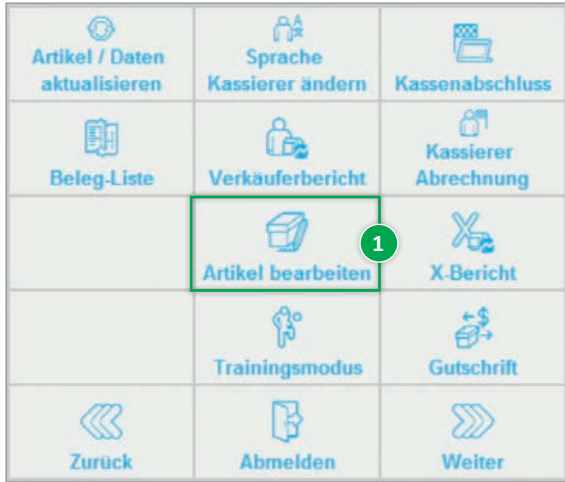 Artikel / Daten
aktualisieren
Sprache
Kassierer ändern
Kassenabschluss
Beleg-Liste
Verkäuferbericht
Kassierer
Abrechnung
Artikel bearbeiten
1
X-Bericht
Trainingsmodus
Gutschrift
Zurück
Abmelden
Weiter